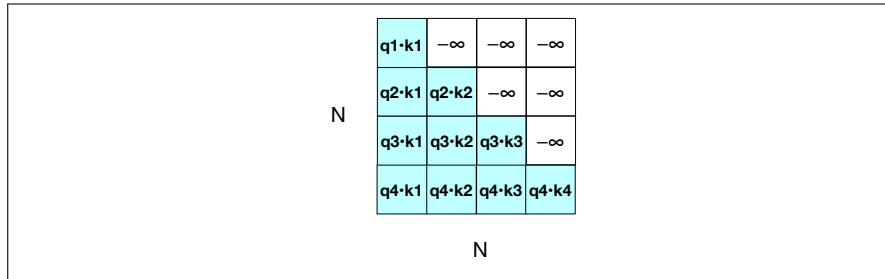 q1·k1 −∞ −∞ −∞
q2·k1 q2·k2 −∞ −∞
N
q3·k1 q3·k2 q3·k3 −∞
q4·k1 q4·k2 q4·k3 q4·k4
N